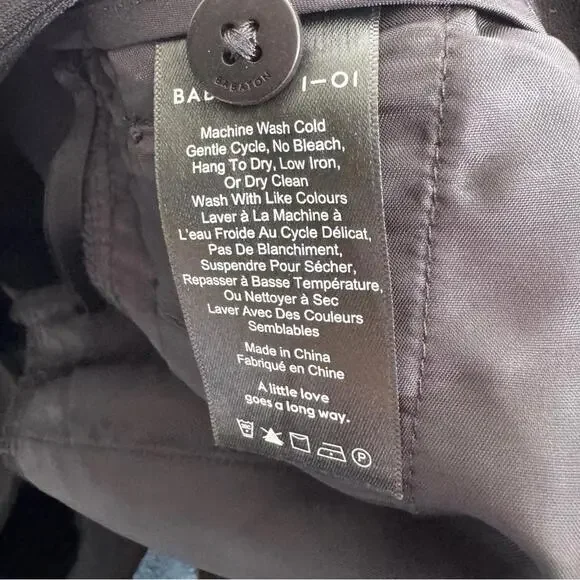 BABATON
1–01
Machine Wash Cold
Gentle Cycle, No Bleach,
Hang To Dry, Low Iron,
Or Dry Clean
Wash With Like Colours
Laver à La Machine à
L'eau Froide Au Cycle Délicat,
Pas De Blanchiment,
Suspendre Pour Sécher,
Repasser à Basse Température,
Ou Nettoyer à Sec
Laver Avec Des Couleurs
Semblables
Made in China
Fabriqué en Chine
A little love
goes a long way.
P